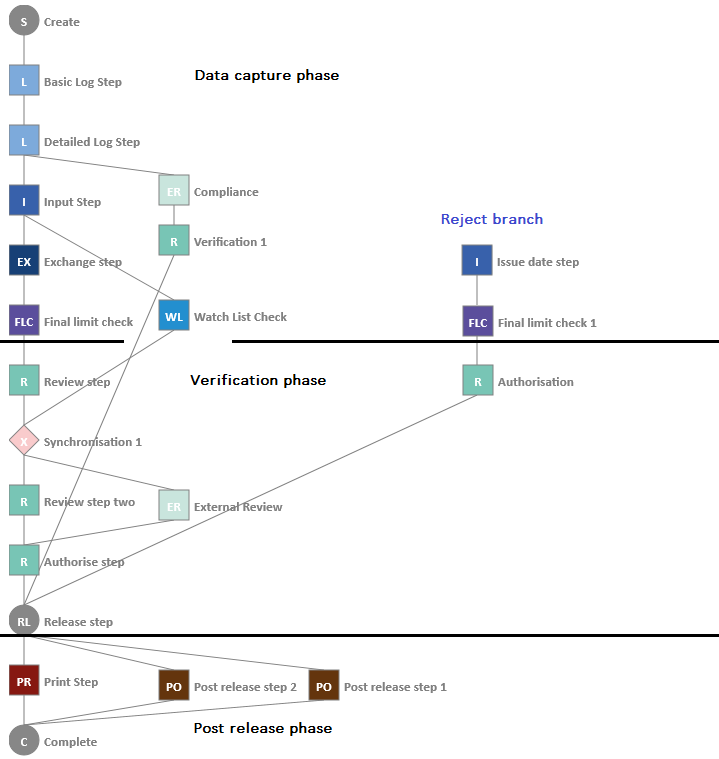 S Create
L Basic Log Step
Data capture phase
L Detailed Log Step
ER Compliance
I Input Step
Reject branch
R Verification 1
EX Exchange step
I Issue date step
WL Watch List Check
FLC Final limit check
FLC Final limit check 1
R Review step
Verification phase
R Authorisation
X Synchronisation 1
R Review step two
ER External Review
R Authorise step
RL Release step
PR Print Step
PO Post release step 2
PO Post release step 1
Post release phase
C Complete